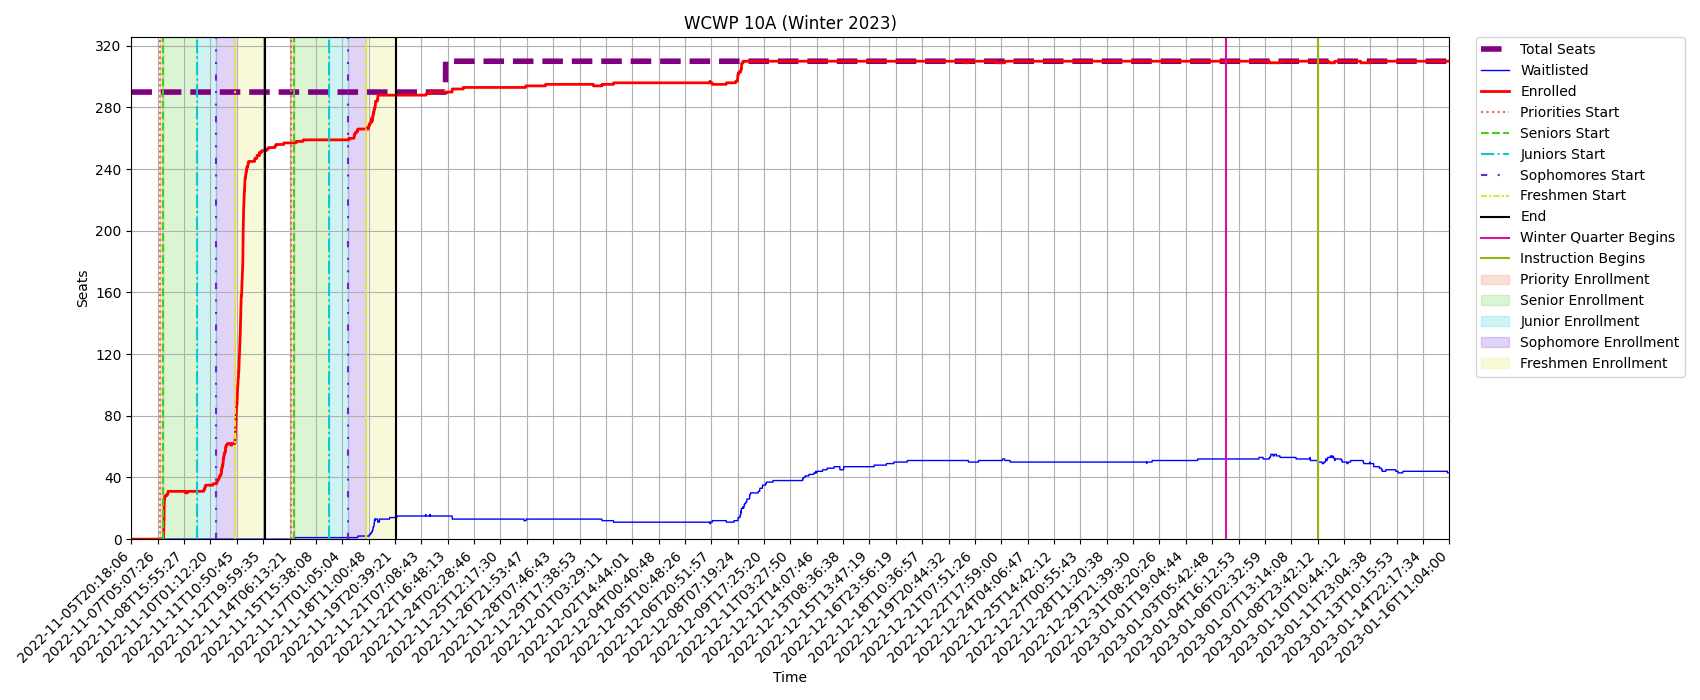 WCWP 10A (Winter 2023)
320
280
240
200
160
120
80
40
0
Seats
2022-11-05T20:18:06
2022-11-07T05:07:26
2022-11-08T15:55:27
2022-11-10T01:12:20
2022-11-11T10:50:45
2022-11-12T19:59:35
2022-11-14T06:13:21
2022-11-15T15:38:08
2022-11-17T01:05:04
2022-11-18T11:00:48
2022-11-19T20:39:21
2022-11-21T07:08:43
2022-11-22T16:48:13
2022-11-24T02:28:46
2022-11-25T12:17:30
2022-11-26T21:53:47
2022-11-28T07:46:43
2022-11-29T17:38:53
2022-12-01T03:29:11
2022-12-02T14:44:01
2022-12-04T00:40:48
2022-12-05T10:48:26
2022-12-06T20:51:57
2022-12-08T07:19:24
2022-12-09T17:25:20
2022-12-11T03:27:50
2022-12-12T14:07:46
2022-12-13T08:36:38
2022-12-15T13:47:19
2022-12-16T23:56:19
2022-12-18T10:36:57
2022-12-19T20:44:32
2022-12-21T07:51:26
2022-12-22T17:59:00
2022-12-24T04:06:47
2022-12-25T14:42:12
2022-12-27T00:55:43
2022-12-28T11:20:38
2022-12-29T21:39:30
2022-12-31T08:20:26
2023-01-01T19:04:44
2023-01-03T05:42:48
2023-01-04T16:12:53
2023-01-06T02:32:59
2023-01-07T13:14:08
2023-01-08T23:42:12
2023-01-10T10:44:12
2023-01-11T23:04:38
2023-01-13T10:15:53
2023-01-14T22:17:34
2023-01-16T11:04:00
Time
Total Seats
Waitlisted
Enrolled
Priorities Start
Seniors Start
Juniors Start
Sophomores Start
Freshmen Start
End
Winter Quarter Begins
Instruction Begins
Priority Enrollment
Senior Enrollment
Junior Enrollment
Sophomore Enrollment
Freshmen Enrollment